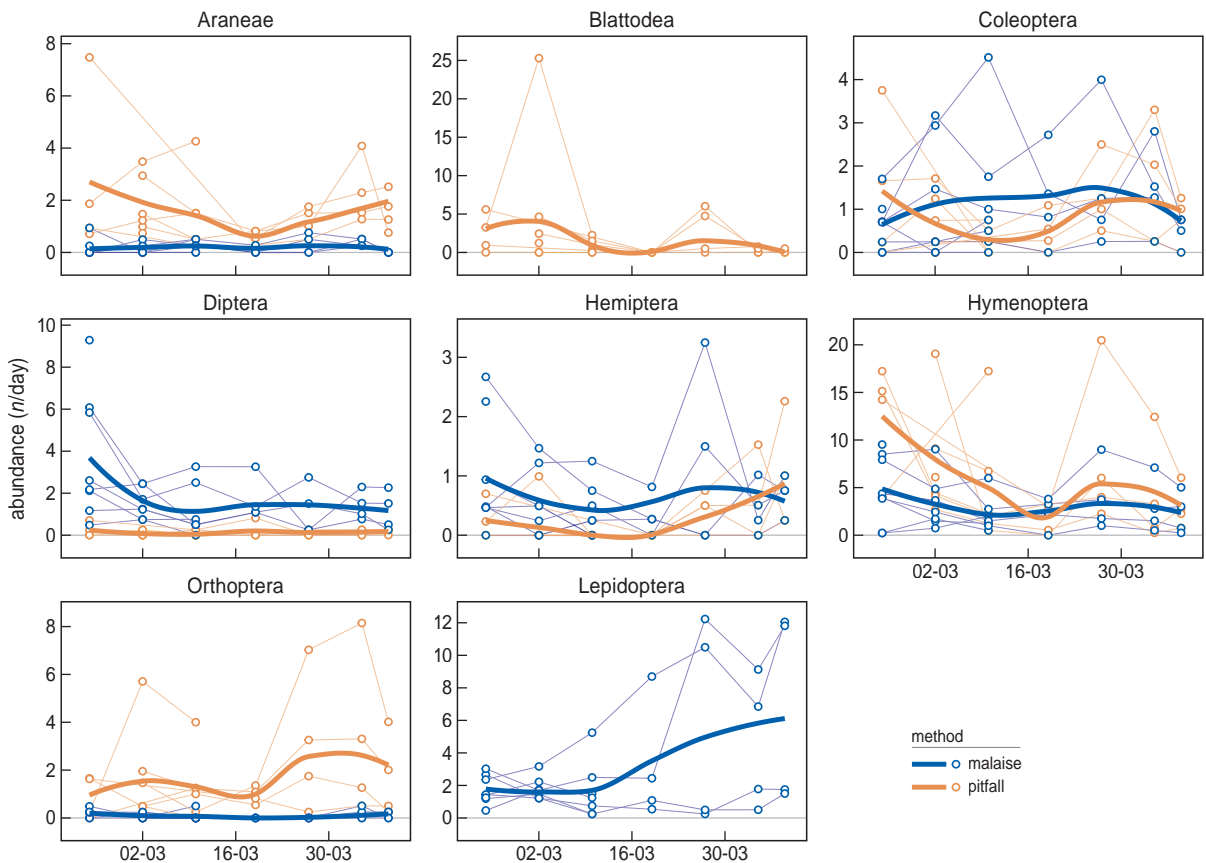 Araneae
Blattodea
Coleoptera
8
6
4
2
0
25
20
15
10
5
0
4
3
2
1
0
Diptera
Hemiptera
Hymenoptera
abundance (n/day)
10
8
6
4
2
0
3
2
1
0
20
15
10
5
0
02-03 16-03 30-03
Orthoptera
Lepidoptera
8
6
4
2
0
12
10
8
6
4
2
0
method
malaise
pitfall
02-03 16-03 30-03
02-03 16-03 30-03